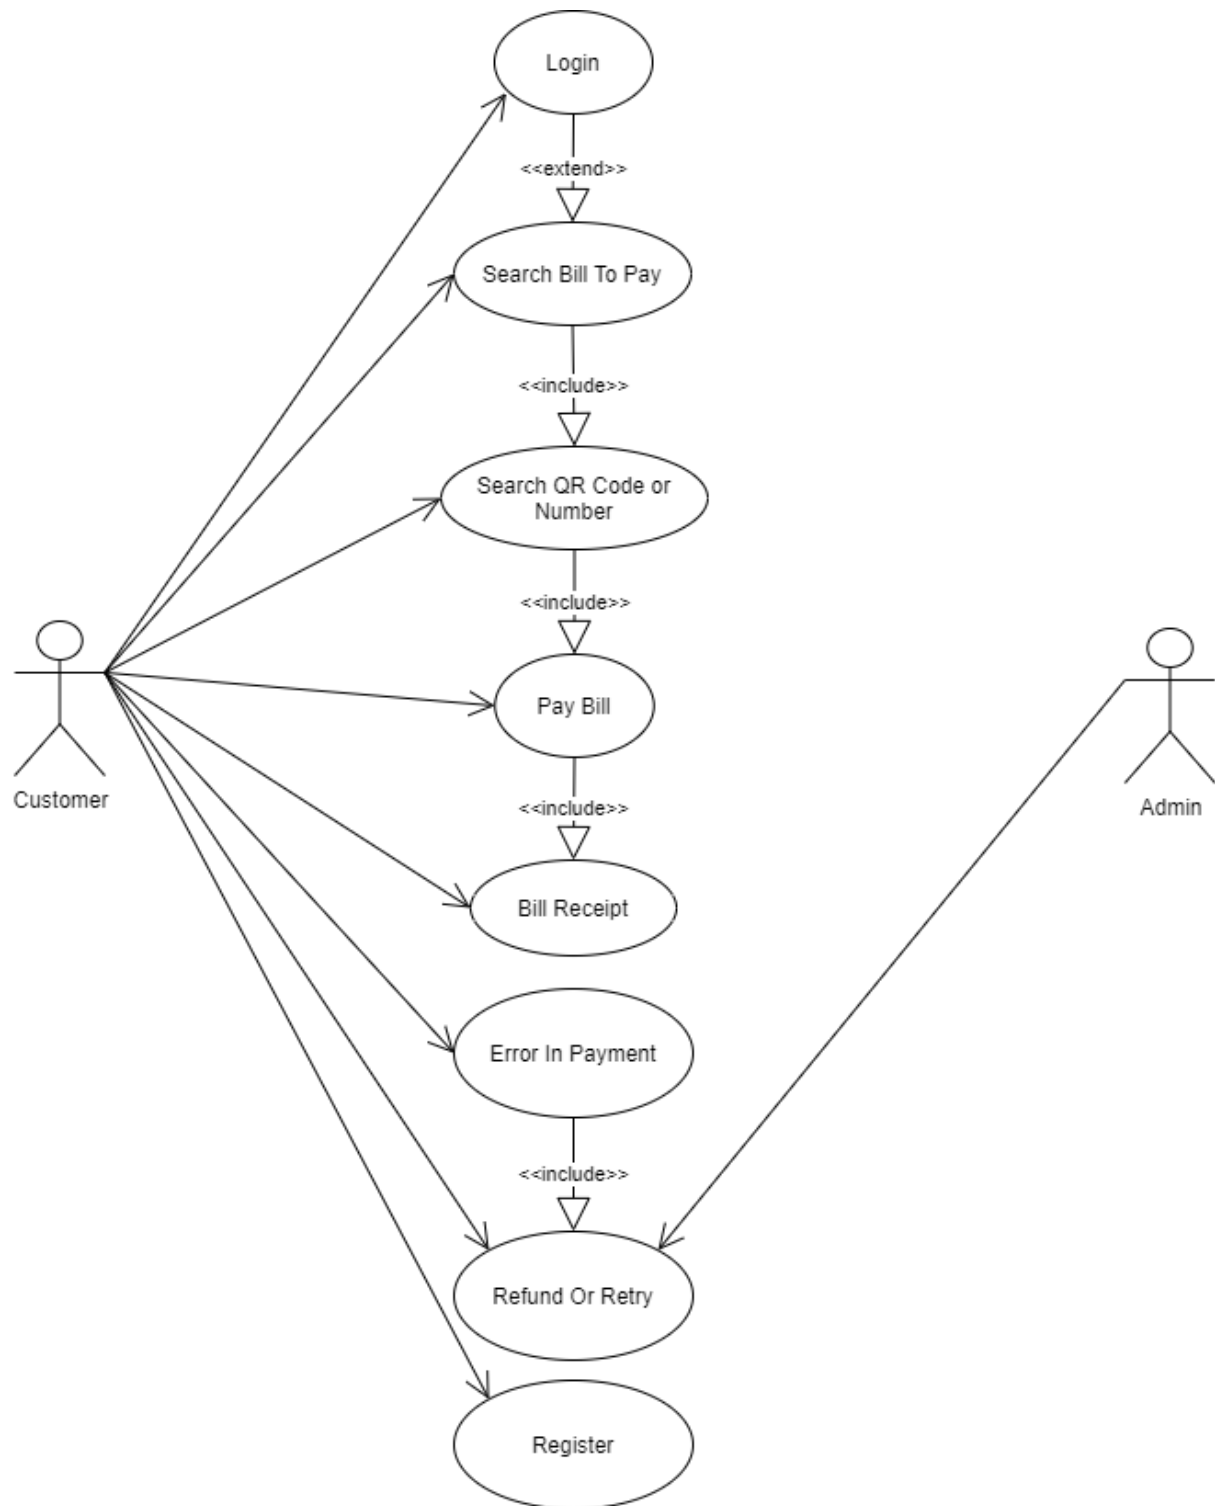 Login
<<extend>>
Search Bill To Pay
<<include>>
Search QR Code or
Number
<<include>>
Pay Bill
Customer
Admin
<<include>>
Bill Receipt
Error In Payment
<<include>>
Refund Or Retry
Register